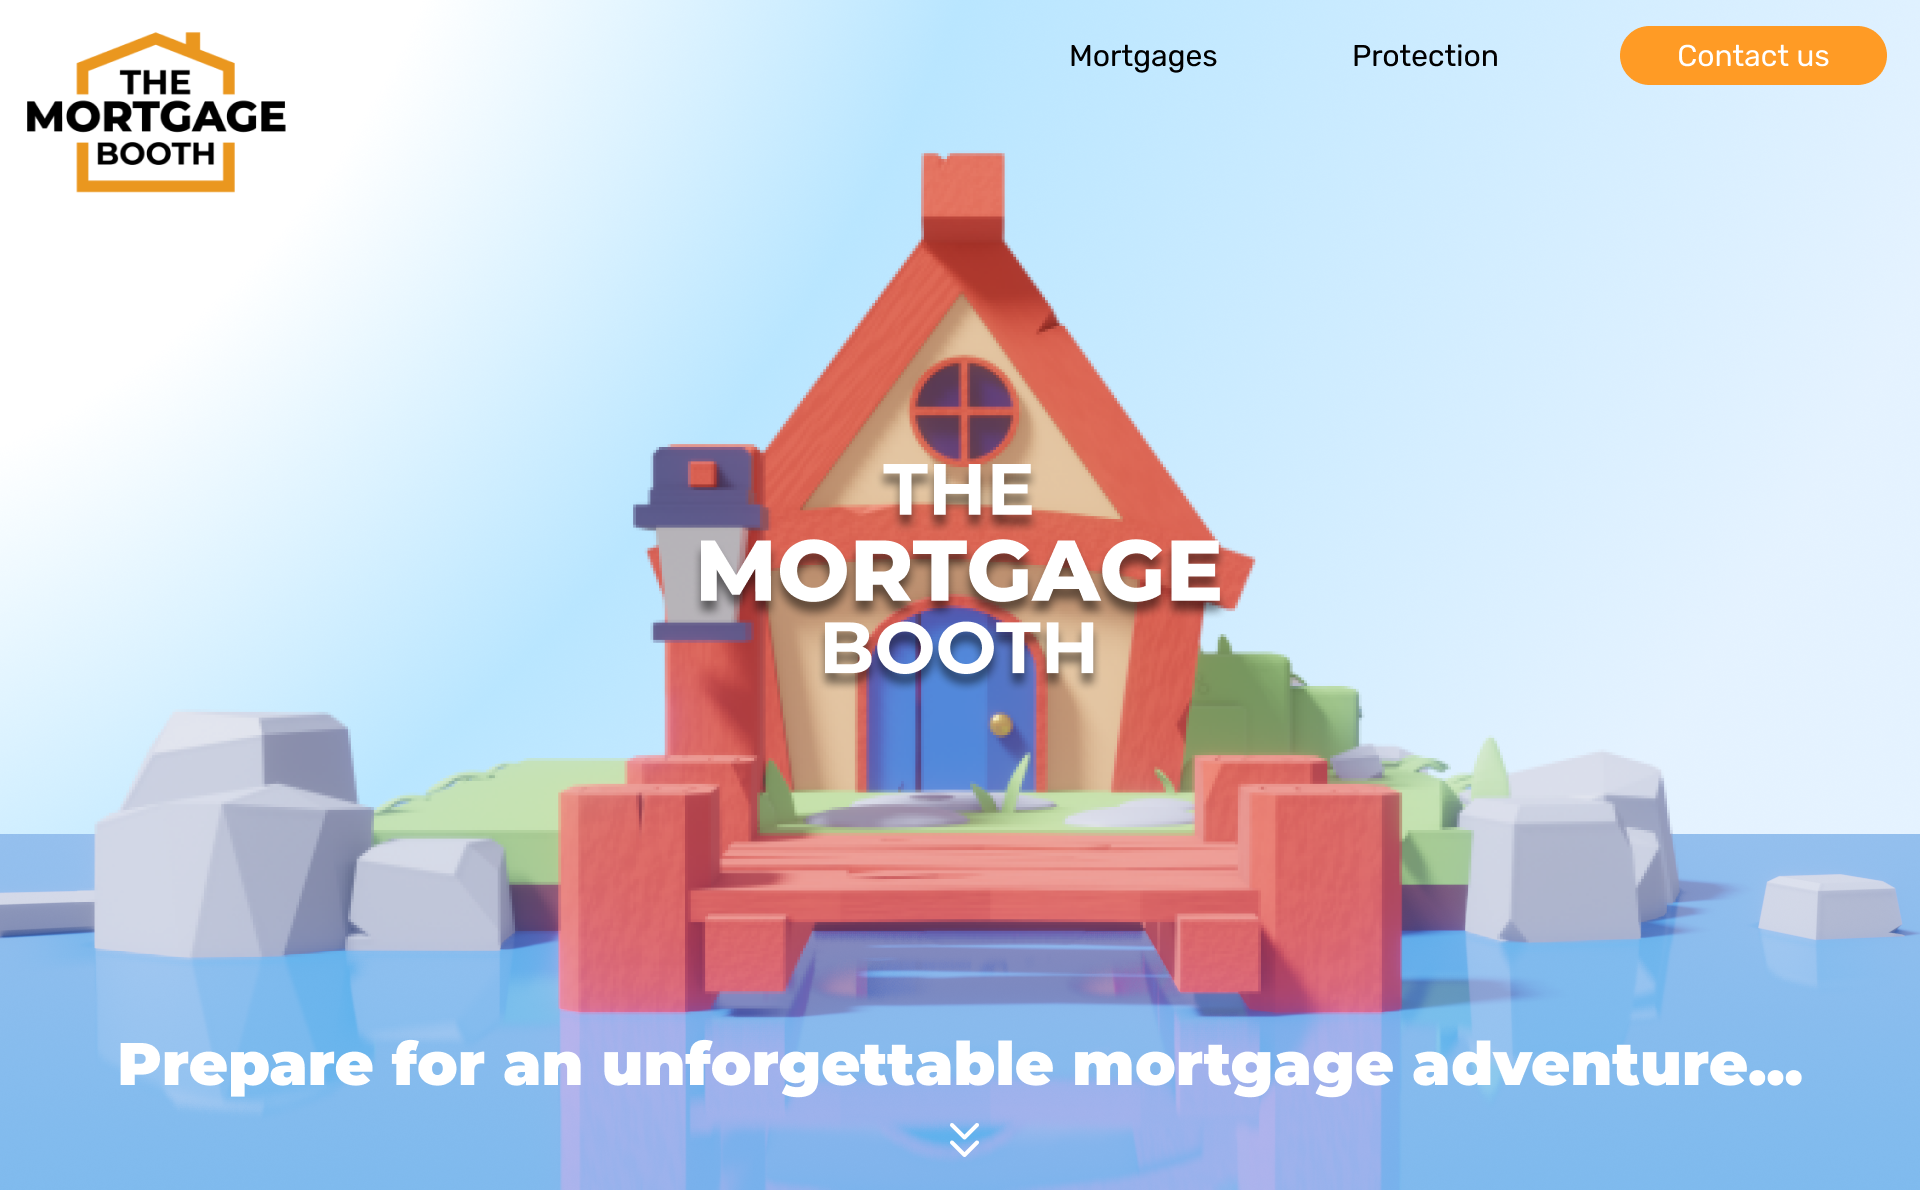 THE
MORTGAGE
BOOTH
Mortgages
Protection
Contact us
THE
MORTGAGE
BOOTH
Prepare for an unforgettable mortgage adventure...